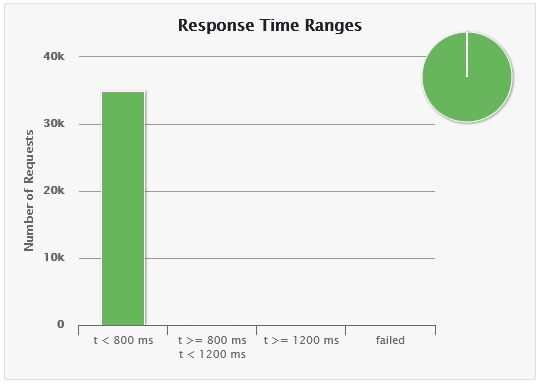 Response Time Ranges
40k
30k
20k
10k
0
Number of Requests
t < 800 ms
t >= 800 ms
t < 1200 ms
t >= 1200 ms
failed